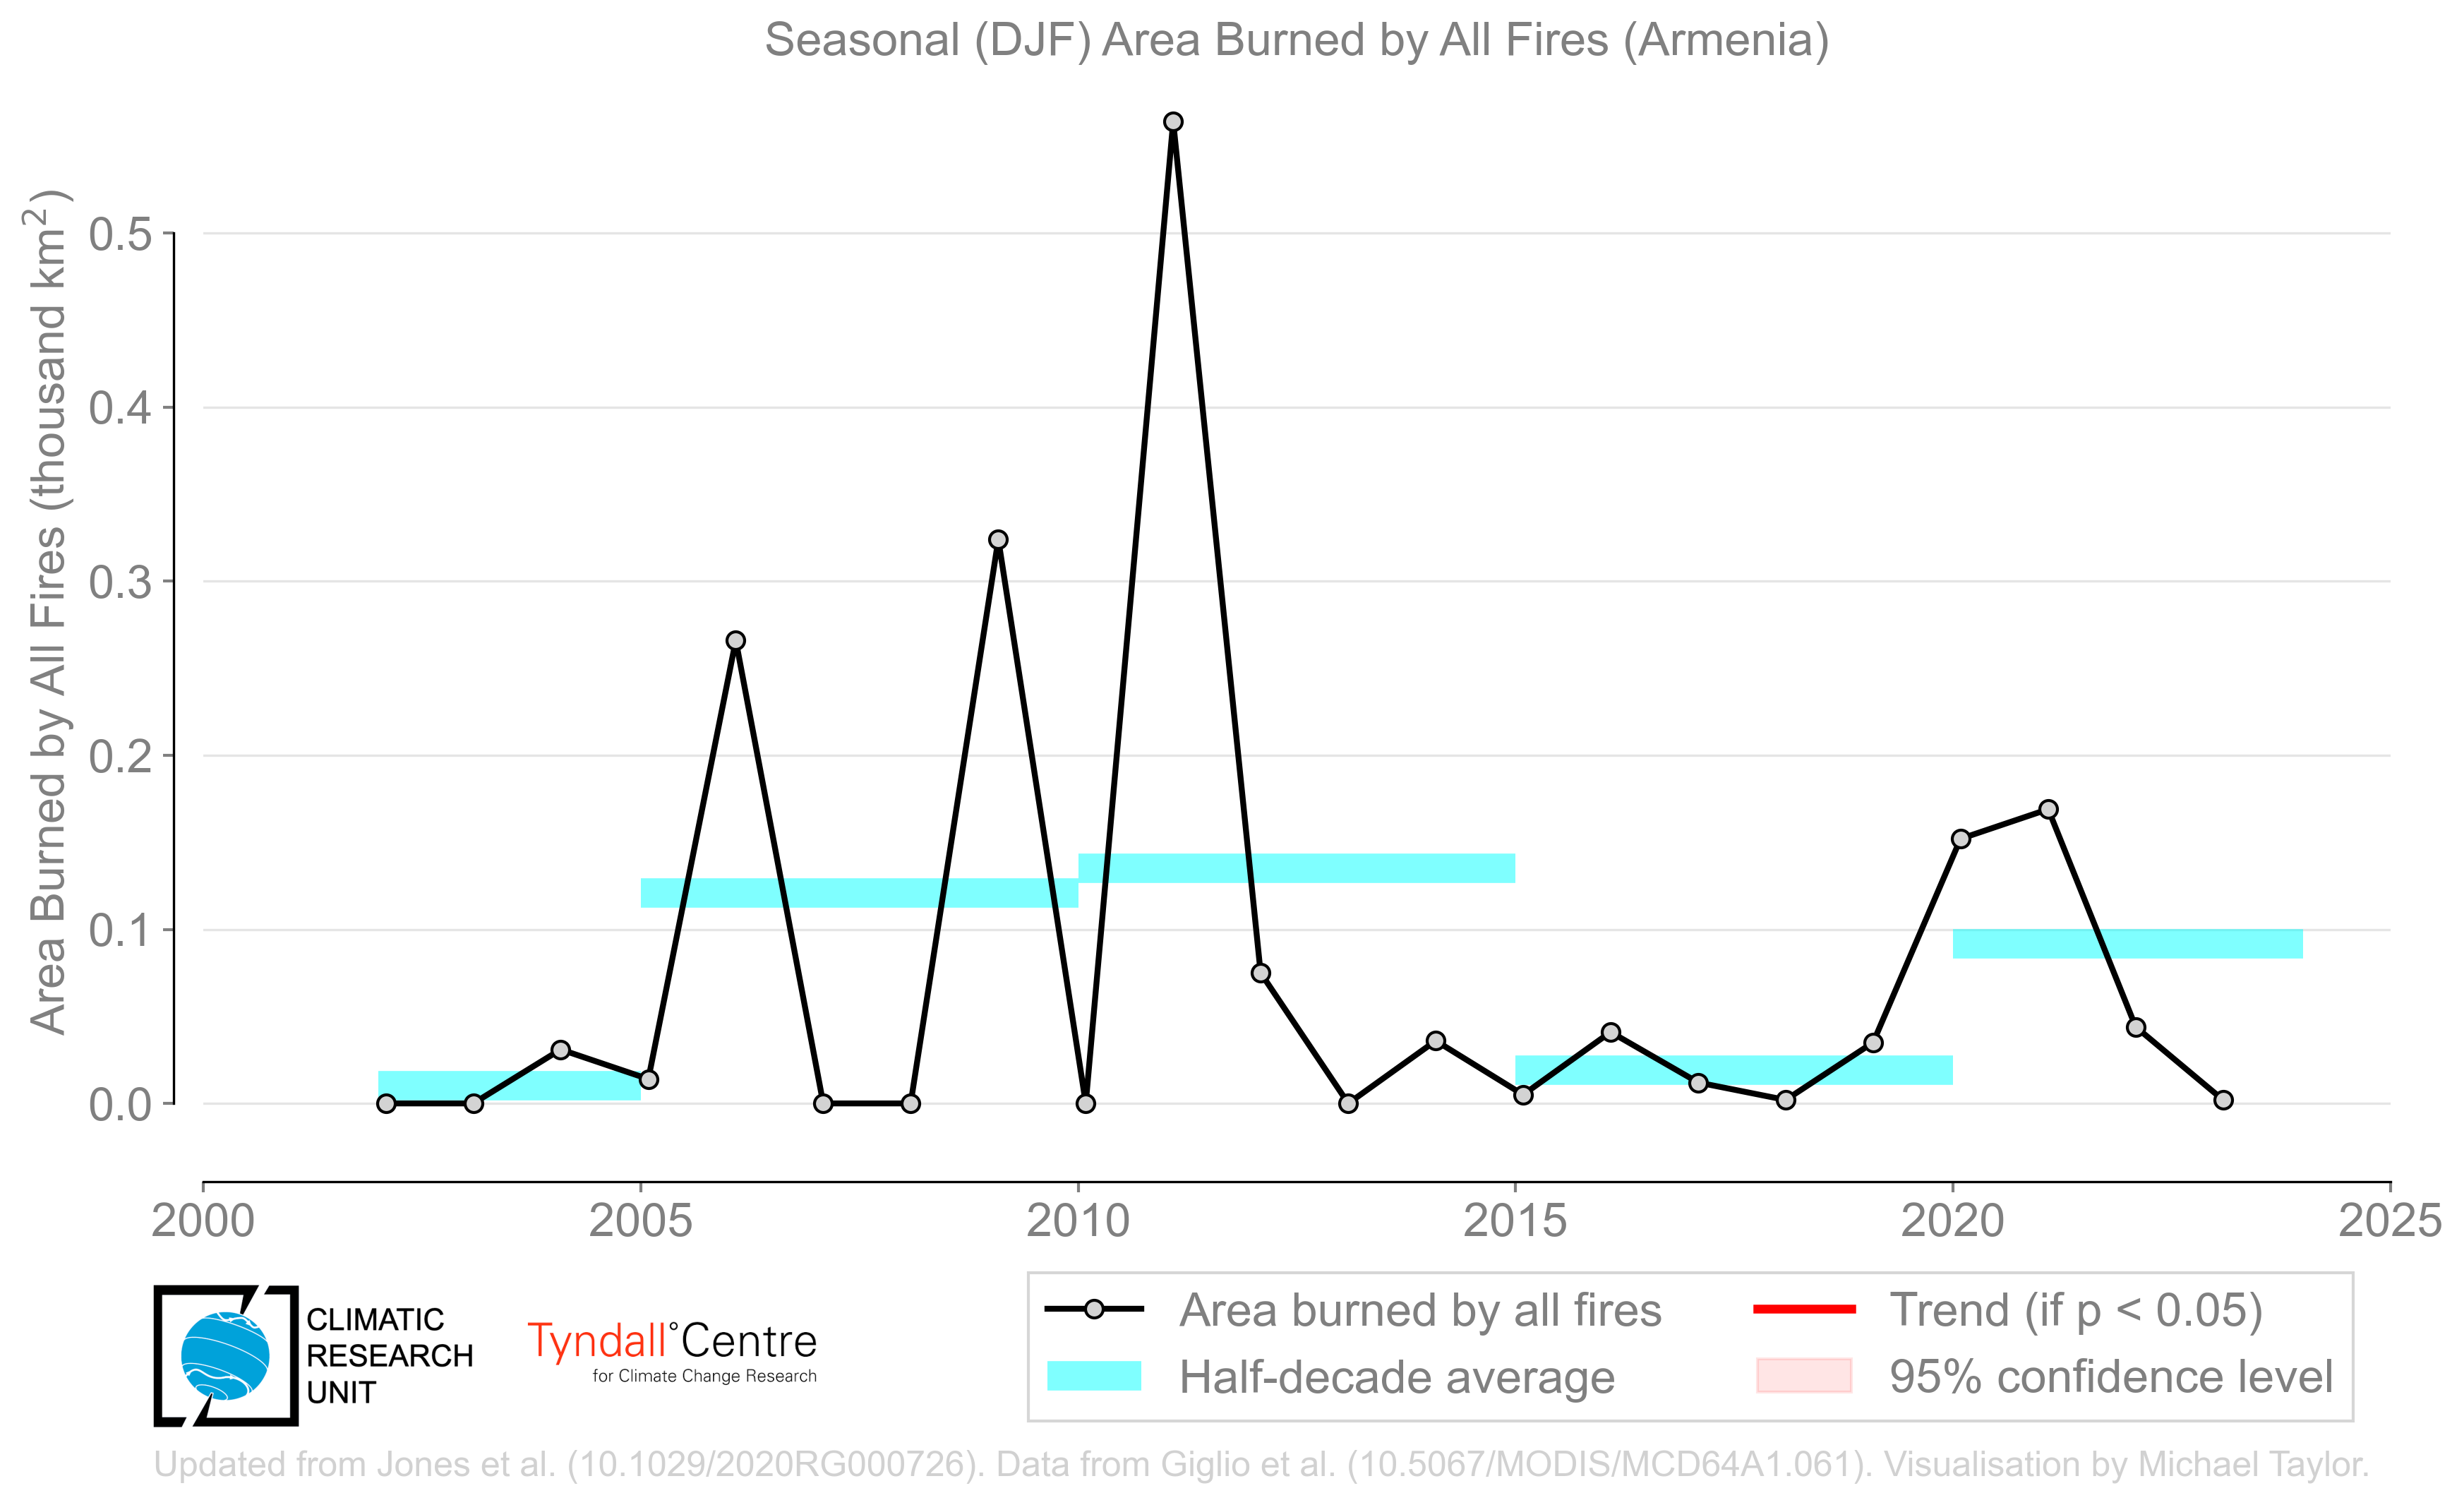 Seasonal (DJF) Area Burned by All Fires (Armenia)
Area Burned by All Fires (thousand km²)
0.5
0.4
0.3
0.2
0.1
0.0
2000
2005
2010
2015
2020
2025
CLIMATIC
RESEARCH
UNIT
Tyndall°Centre
for Climate Change Research
Area burned by all fires
Half-decade average
Trend (if p < 0.05)
95% confidence level
Updated from Jones et al. (10.1029/2020RG000726). Data from Giglio et al. (10.5067/MODIS/MCD64A1.061). Visualisation by Michael Taylor.